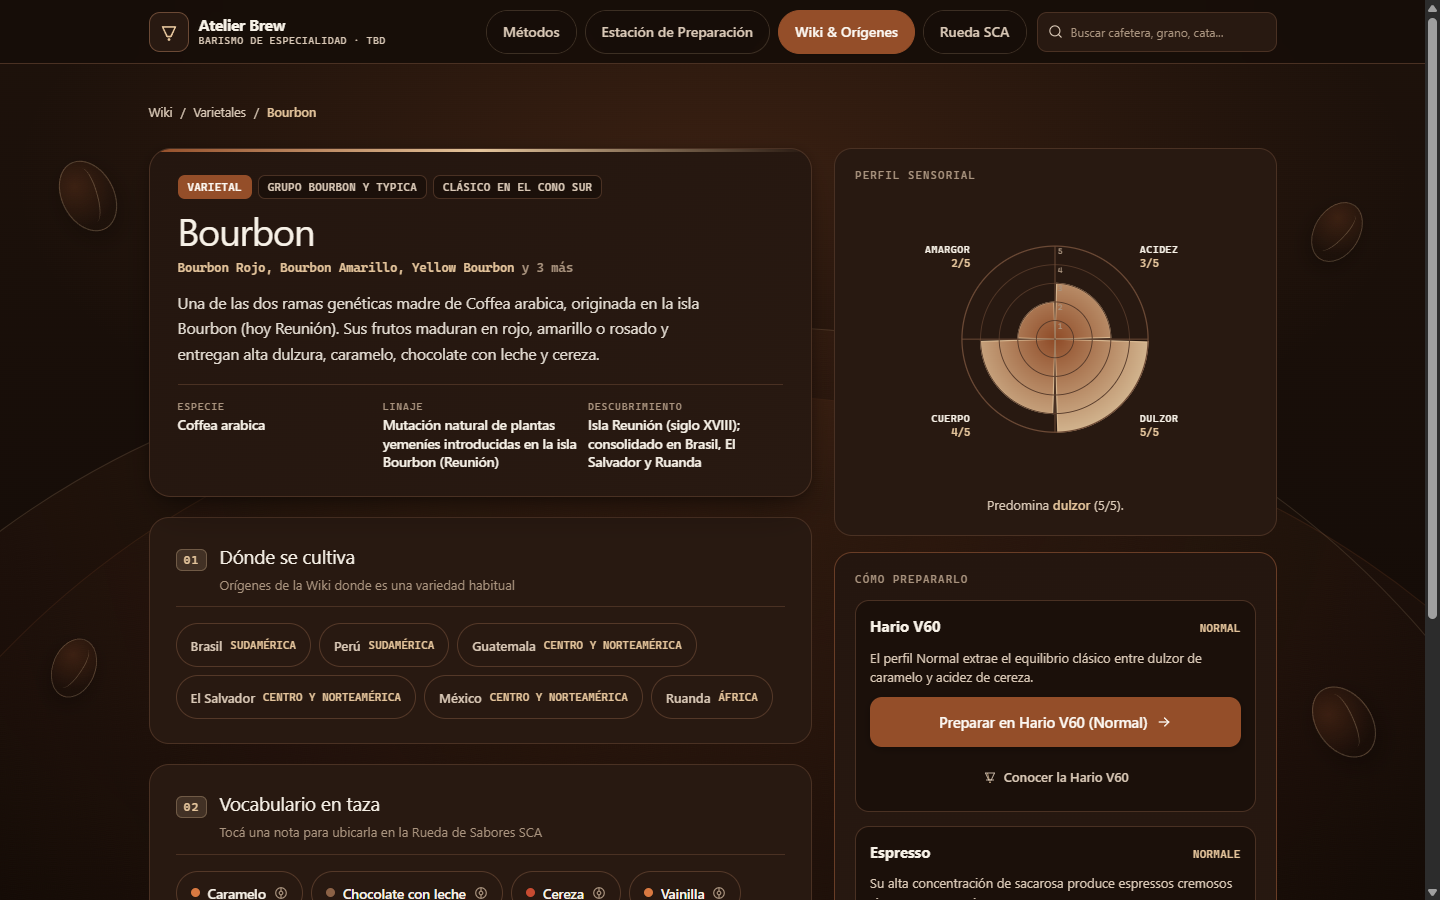 Atelier Brew
BARISMO DE ESPECIALIDAD · TBD
Métodos
Estación de Preparación
Wiki & Orígenes
Rueda SCA
Buscar cafetera, grano, cata...
Wiki / Varietales / Bourbon
VARIETAL
GRUPO BOURBON Y TYPICA
CLÁSICO EN EL CONO SUR
Bourbon
Bourbon Rojo, Bourbon Amarillo, Yellow Bourbon y 3 más
Una de las dos ramas genéticas madre de Coffea arabica, originada en la isla
Bourbon (hoy Reunión). Sus frutos maduran en rojo, amarillo o rosado y
entregan alta dulzura, caramelo, chocolate con leche y cereza.
ESPECIE
Coffea arabica
LINAJE
Mutación natural de plantas
yemeníes introducidas en la isla
Bourbon (Reunión)
DESCUBRIMIENTO
Isla Reunión (siglo XVIII);
consolidado en Brasil, El
Salvador y Ruanda
01
Dónde se cultiva
Orígenes de la Wiki donde es una variedad habitual
Brasil SUDAMÉRICA
Perú SUDAMÉRICA
Guatemala CENTRO Y NORTEAMÉRICA
El Salvador CENTRO Y NORTEAMÉRICA
México CENTRO Y NORTEAMÉRICA
Ruanda ÁFRICA
02
Vocabulario en taza
Tocá una nota para ubicarla en la Rueda de Sabores SCA
Caramelo
Chocolate con leche
Cereza
Vainilla
PERFIL SENSORIAL
AMARGOR
2/5
ACIDEZ
3/5
5
4
1
CUERPO
4/5
DULZOR
5/5
Predomina dulzor (5/5).
CÓMO PREPARARLO
Hario V60
NORMAL
El perfil Normal extrae el equilibrio clásico entre dulzor de
caramelo y acidez de cereza.
Preparar en Hario V60 (Normal)
Conocer la Hario V60
Espresso
NORMALE
Su alta concentración de sacarosa produce espressos cremosos